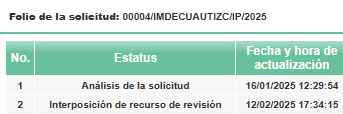 Folio de la solicitud: 00004/IMDECUAUTIZC/IP/2025
No. Estatus Fecha y hora de actualización
1 Análisis de la solicitud 16/01/2025 12:29:54
2 Interposición de recurso de revisión 12/02/2025 17:34:15